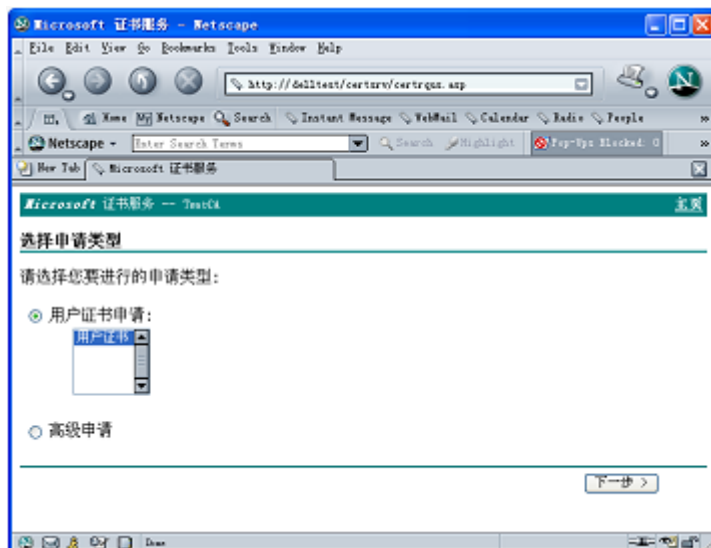 Microsoft 证书服务 - Netscape
File Edit View Go Bookmarks Tools Window Help
http://delltest/certsrv/certrqus.asp
Home My Netscape Search Instant Message WebMail Calendar Radio People
Netscape Enter Search Terms Search Highlight Pop-Ups Blocked: 0
New Tab Microsoft 证书服务
Microsoft 证书服务 -- TestCA 主页
选择申请类型
请选择您要进行的申请类型:
用户证书申请:
用户证书
高级申请
下一步 >
Done